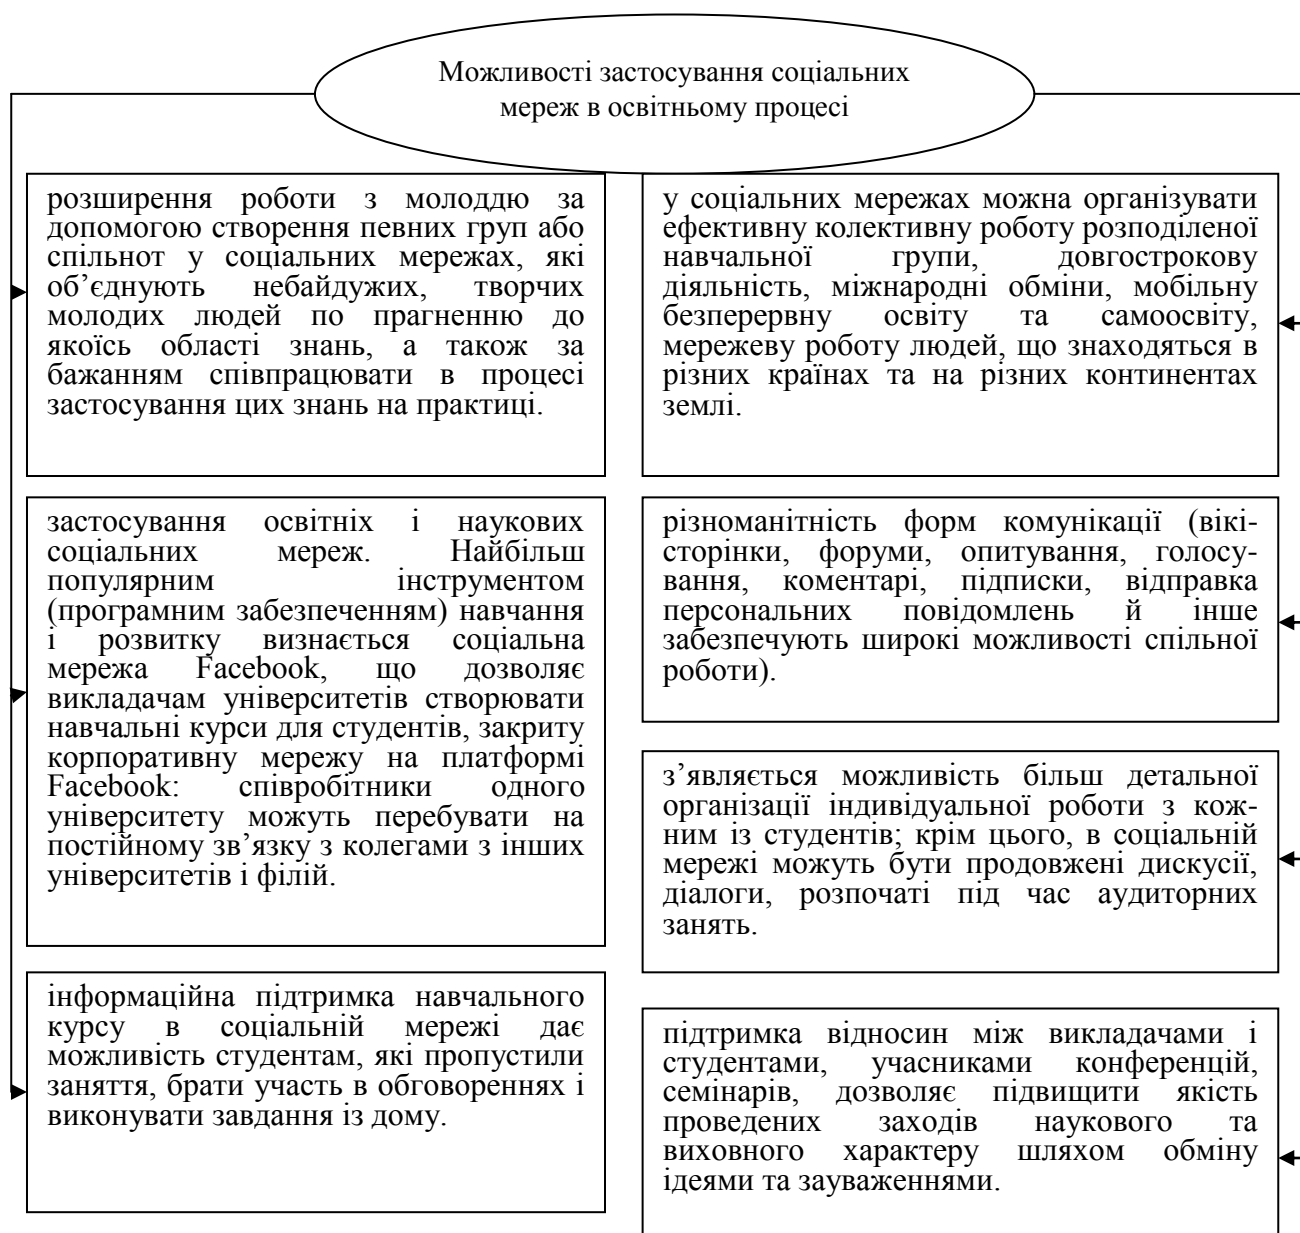 Можливості застосування соціальних
мереж в освітньому процесі
розширення роботи з молоддю за
допомогою створення певних груп або
спільнот у соціальних мережах, які
об’єднують небайдужих, творчих
молодих людей по прагненню до
якоїсь області знань, а також за
бажанням співпрацювати в процесі
застосування цих знань на практиці.
застосування освітніх і наукових
соціальних мереж. Найбільш
популярним інструментом
(програмним забезпеченням) навчання
і розвитку визнається соціальна
мережа Facebook, що дозволяє
викладачам університетів створювати
навчальні курси для студентів, закриту
корпоративну мережу на платформі
Facebook: співробітники одного
університету можуть перебувати на
постійному зв’язку з колегами з інших
університетів і філій.
інформаційна підтримка навчального
курсу в соціальній мережі дає
можливість студентам, які пропустили
заняття, брати участь в обговореннях і
виконувати завдання із дому.
у соціальних мережах можна організувати
ефективну колективну роботу розподіленої
навчальної групи, довгострокову
діяльність, міжнародні обміни, мобільну
безперервну освіту та самоосвіту,
мережеву роботу людей, що знаходяться в
різних країнах та на різних континентах
землі.
різноманітність форм комунікації (вікі-
сторінки, форуми, опитування, голосу-
вання, коментарі, підписки, відправка
персональних повідомлень й інше
забезпечують широкі можливості спільної
роботи).
з’являється можливість більш детальної
організації індивідуальної роботи з кож-
ним із студентів; крім цього, в соціальній
мережі можуть бути продовжені дискусії,
діалоги, розпочаті під час аудиторних
занять.
підтримка відносин між викладачами і
студентами, учасниками конференцій,
семінарів, дозволяє підвищити якість
проведених заходів наукового та
виховного характеру шляхом обміну
ідеями та зауваженнями.